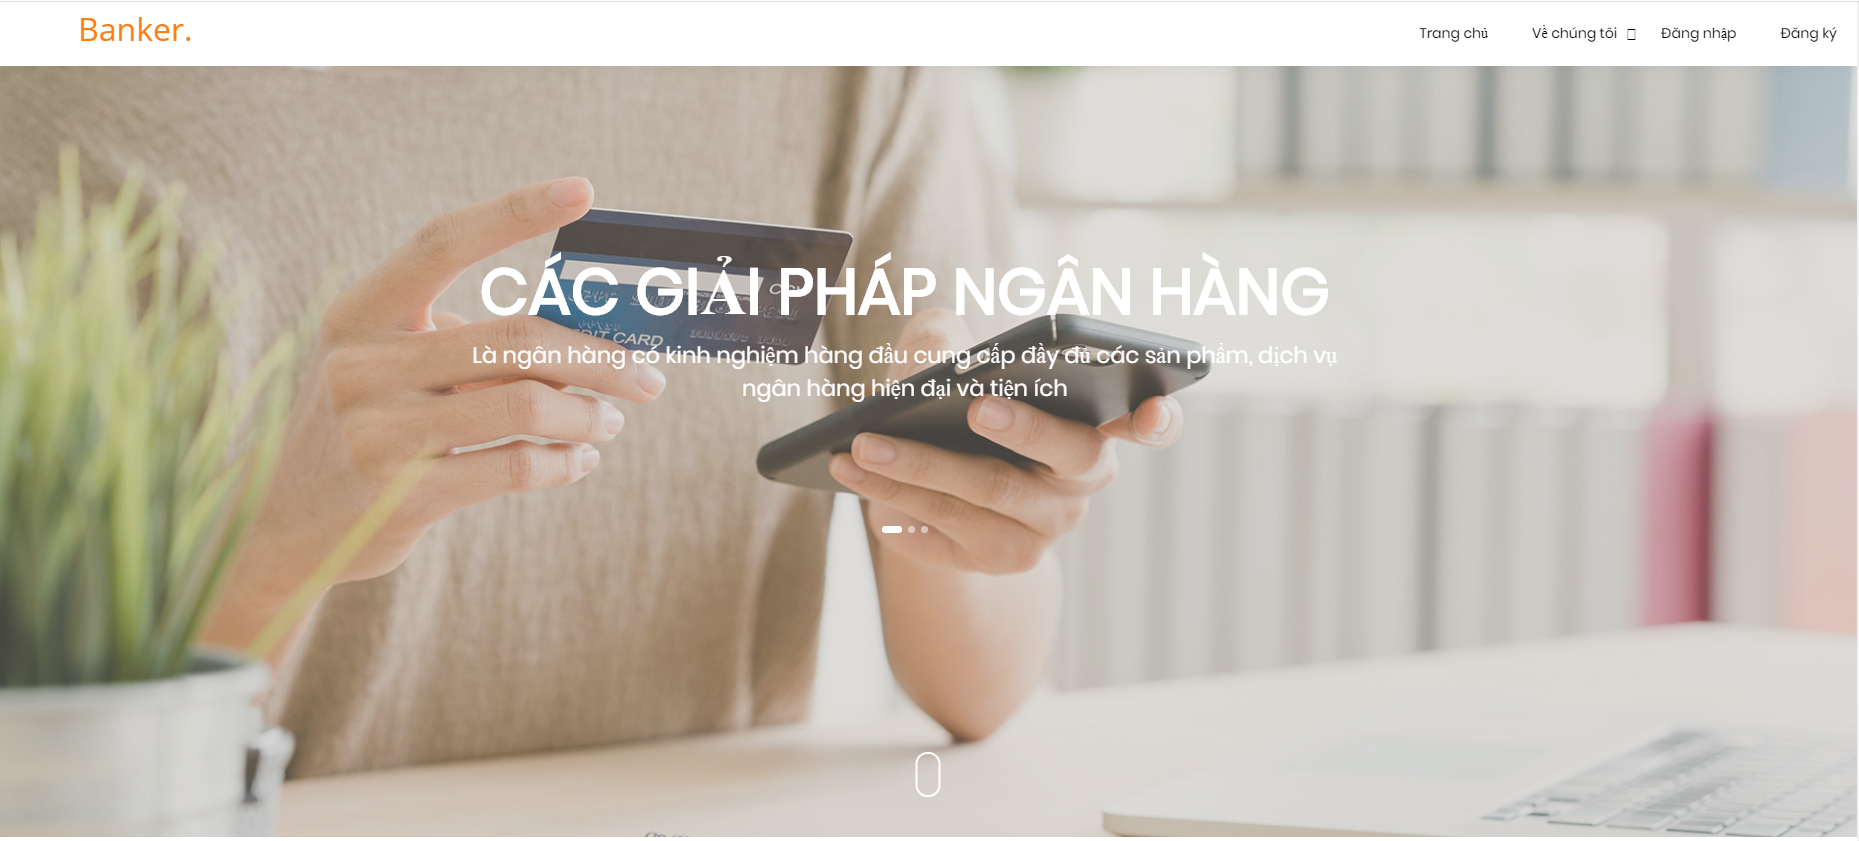 Banker.
Trang chủ Về chúng tôi Đăng nhập Đăng ký
CÁC GIẢI PHÁP NGÂN HÀNG
Là ngân hàng có kinh nghiệm hàng đầu cung cấp đầy đủ các sản phẩm, dịch vụ
ngân hàng hiện đại và tiện ích